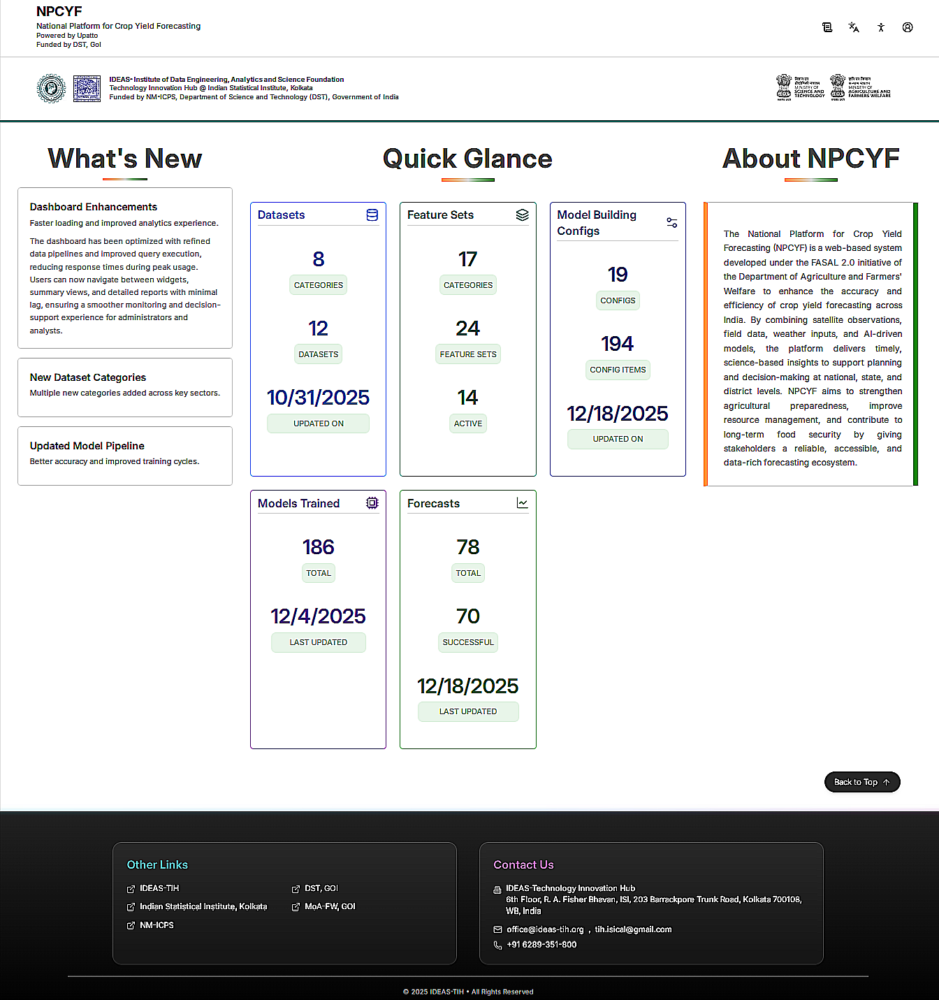 NPCYF
National Platform for Crop Yield Forecasting
Powered by Upatto
Funded by DST, GoI
IDEAS-Institute of Data Engineering, Analytics and Science Foundation
Technology Innovation Hub @ Indian Statistical Institute, Kolkata
Funded by NM-ICPS, Department of Science and Technology (DST), Government of India
MINISTRY OF
SCIENCE AND
TECHNOLOGY
MINISTRY OF
AGRICULTURE AND
FARMERS WELFARE
What's New
Dashboard Enhancements
Faster loading and improved analytics experience.
The dashboard has been optimized with refined
data pipelines and improved query execution,
reducing response times during peak usage.
Users can now navigate between widgets,
summary views, and detailed reports with minimal
lag, ensuring a smoother monitoring and decision-
support experience for administrators and
analysts.
New Dataset Categories
Multiple new categories added across key sectors.
Updated Model Pipeline
Better accuracy and improved training cycles.
Quick Glance
Datasets
8
CATEGORIES
12
DATASETS
10/31/2025
UPDATED ON
Feature Sets
17
CATEGORIES
24
FEATURE SETS
14
ACTIVE
Model Building
Configs
19
CONFIGS
194
CONFIG ITEMS
12/18/2025
UPDATED ON
Models Trained
186
TOTAL
12/4/2025
LAST UPDATED
Forecasts
78
TOTAL
70
SUCCESSFUL
12/18/2025
LAST UPDATED
About NPCYF
The National Platform for Crop Yield
Forecasting (NPCYF) is a web-based system
developed under the FASAL 2.0 initiative of
the Department of Agriculture and Farmers'
Welfare to enhance the accuracy and
efficiency of crop yield forecasting across
India. By combining satellite observations,
field data, weather inputs, and AI-driven
models, the platform delivers timely,
science-based insights to support planning
and decision-making at national, state, and
district levels. NPCYF aims to strengthen
agricultural preparedness, improve
resource management, and contribute to
long-term food security by giving
stakeholders a reliable, accessible, and
data-rich forecasting ecosystem.
Back to Top
Other Links
IDEAS-TIH
DST, GOI
Indian Statistical Institute, Kolkata
MoA-FW, GOI
NM-ICPS
Contact Us
IDEAS-Technology Innovation Hub
6th Floor, R. A. Fisher Bhavan, ISI, 203 Barrackpore Trunk Road, Kolkata 700108,
WB, India
office@ideas-tih.org , tih.isical@gmail.com
+91 6289-351-800
© 2025 IDEAS-TIH • All Rights Reserved